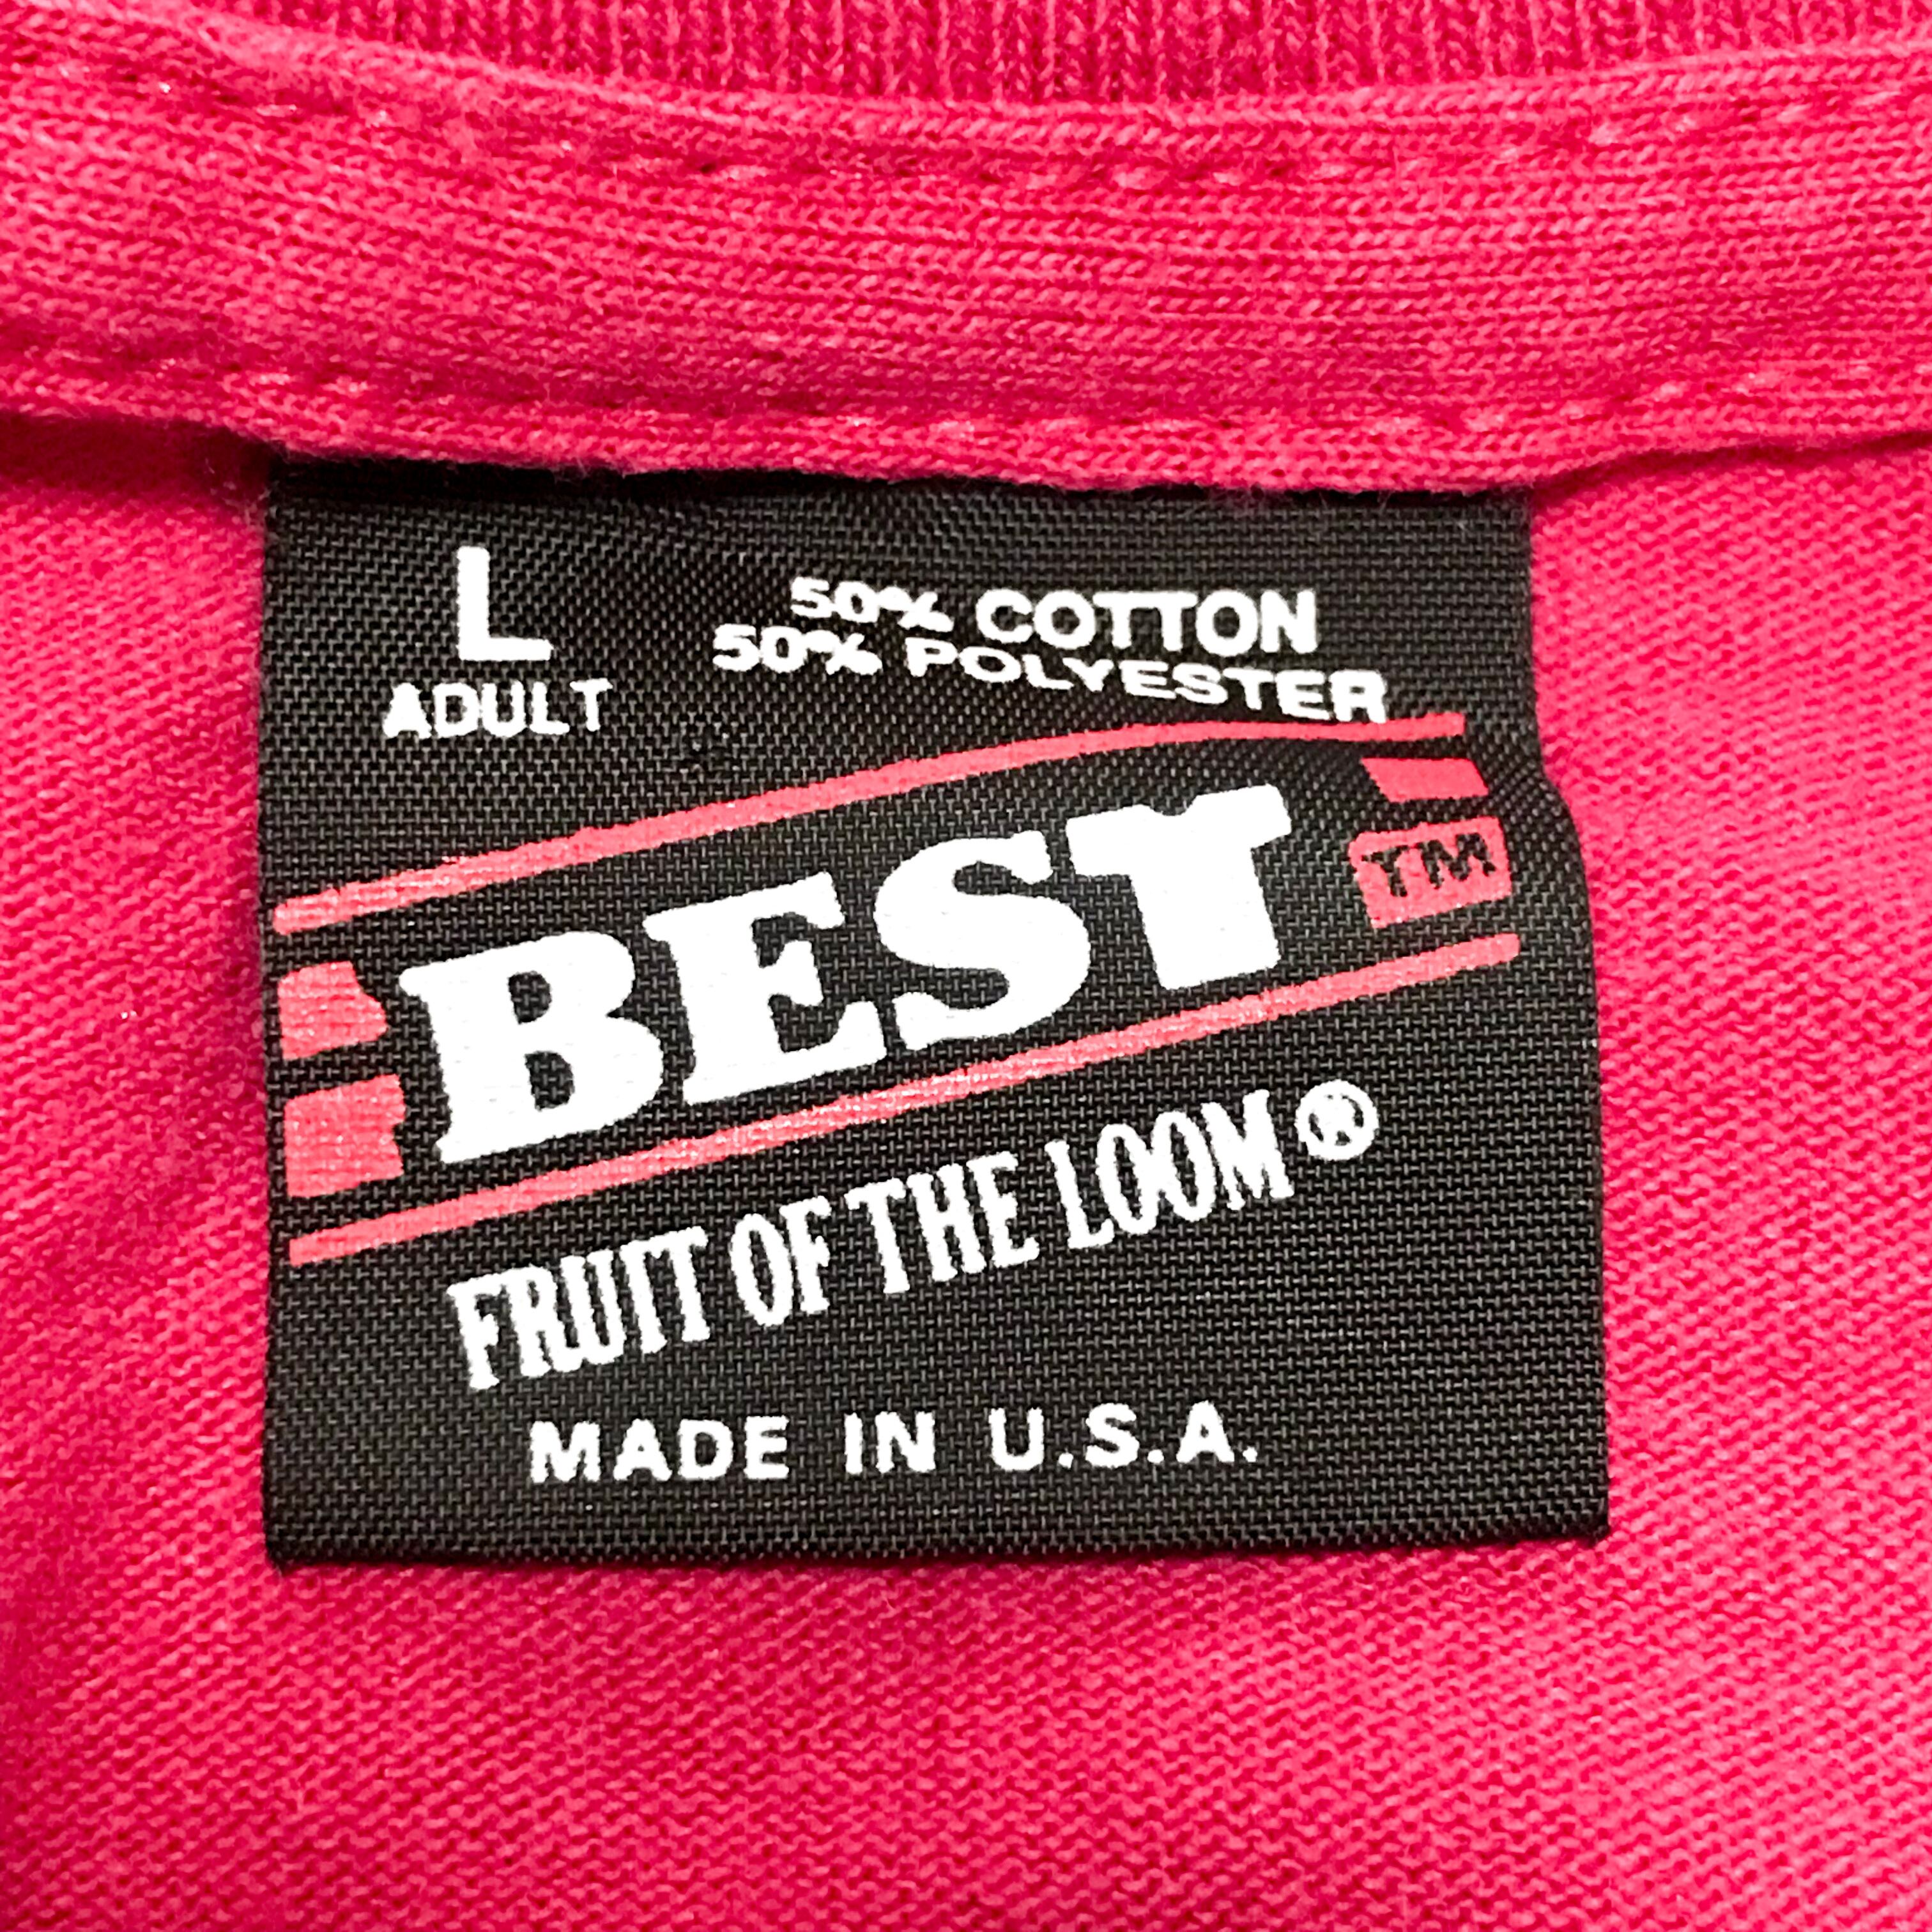 L
ADULT
50% COTTON
50% POLYESTER
BEST TM
FRUIT OF THE LOOM®
MADE IN U.S.A.